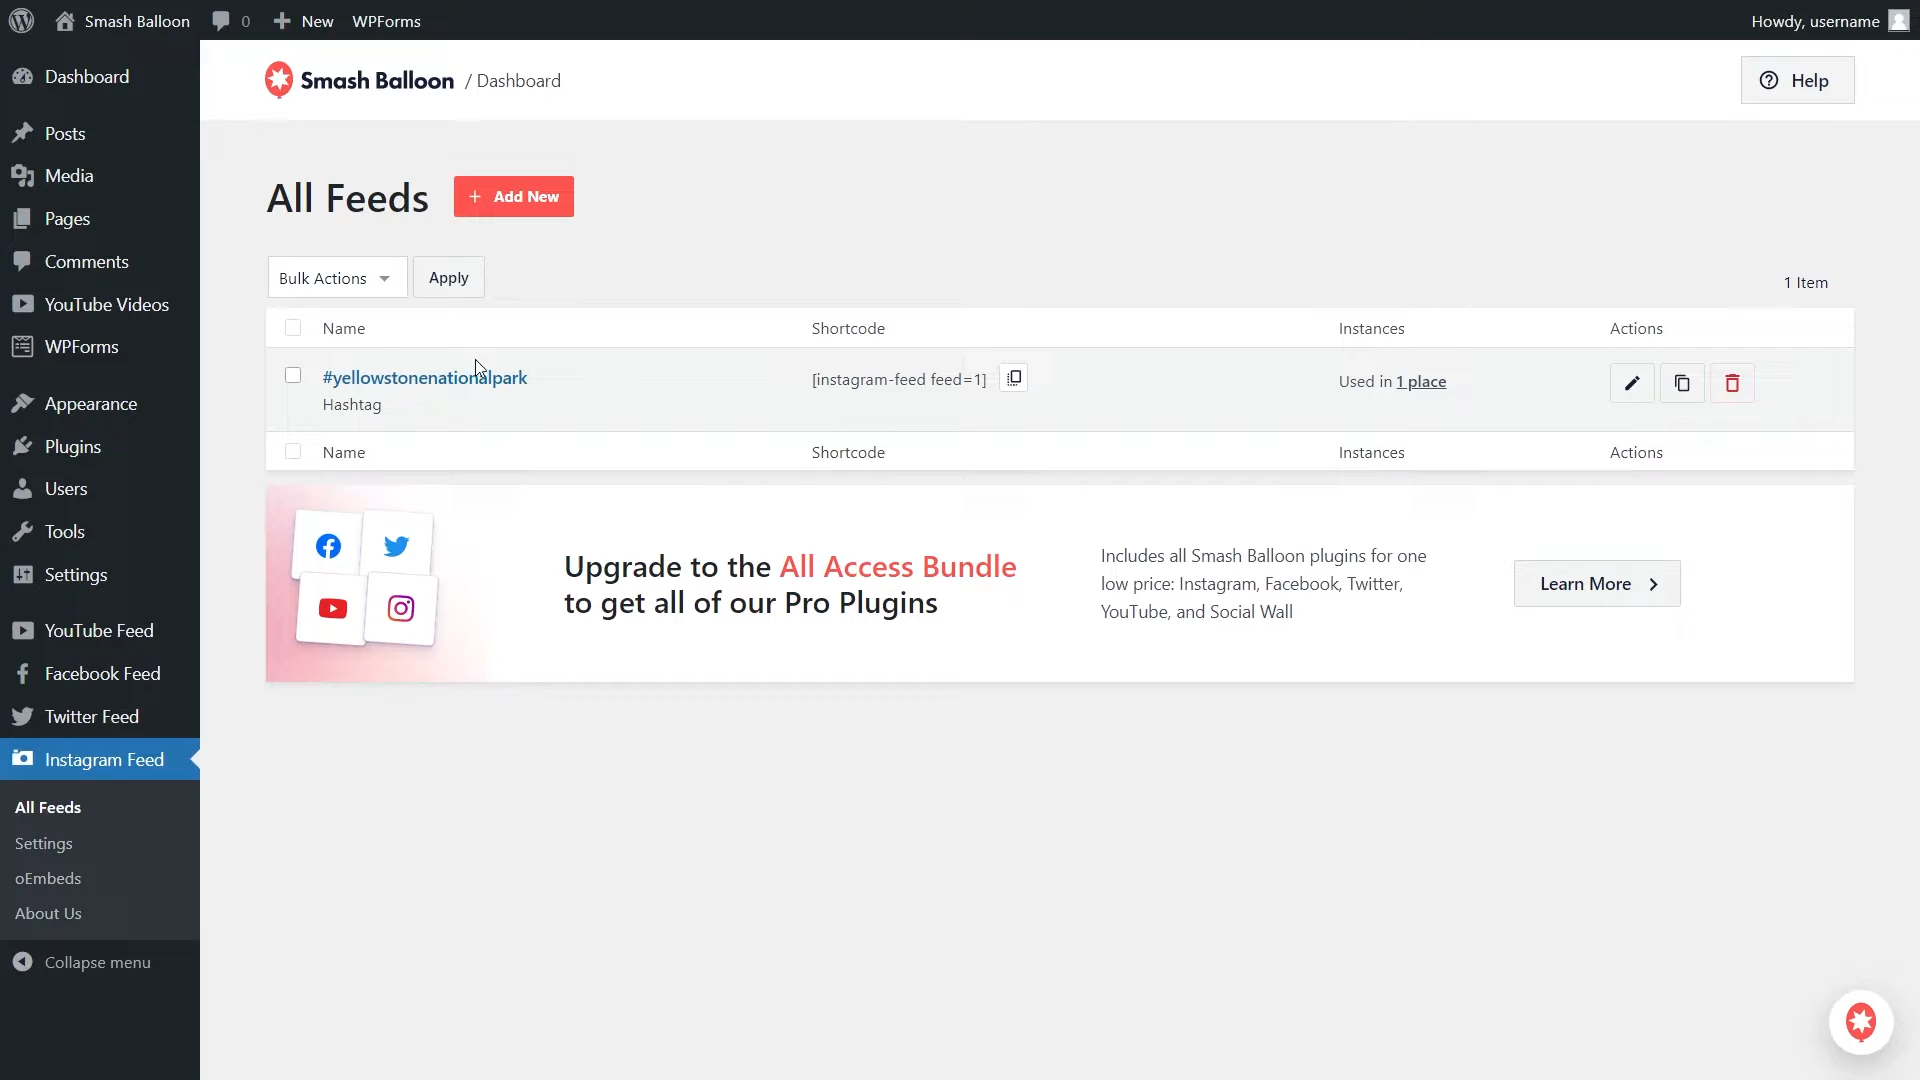 Smash Balloon
0
New
WPForms
Howdy, username
Dashboard
Posts
Media
Pages
Comments
YouTube Videos
WPForms
Appearance
Plugins
Users
Tools
Settings
YouTube Feed
Facebook Feed
Twitter Feed
Instagram Feed
All Feeds
Settings
oEmbeds
About Us
Collapse menu
Smash Balloon / Dashboard
Help
All Feeds
+ Add New
Bulk Actions
Apply
1 Item
Name Shortcode Instances Actions
#yellowstonenationalpark [instagram-feed feed=1] Used in 1 place
Hashtag
Name Shortcode Instances Actions
Upgrade to the All Access Bundle
to get all of our Pro Plugins
Includes all Smash Balloon plugins for one
low price: Instagram, Facebook, Twitter,
YouTube, and Social Wall
Learn More